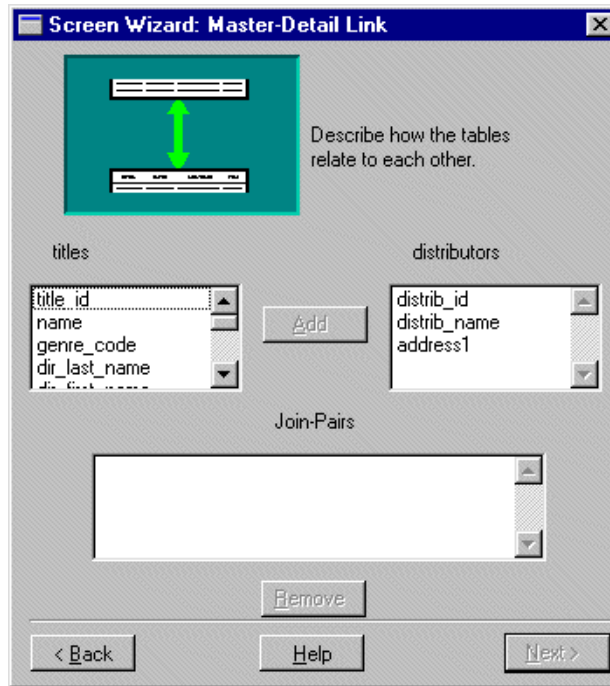 Screen Wizard: Master-Detail Link
Describe how the tables
relate to each other.
titles
distributors
title_id
name
genre_code
dir_last_name
dir_first_name
Add
distrib_id
distrib_name
address1
Join-Pairs
Remove
< Back
Help
Next >